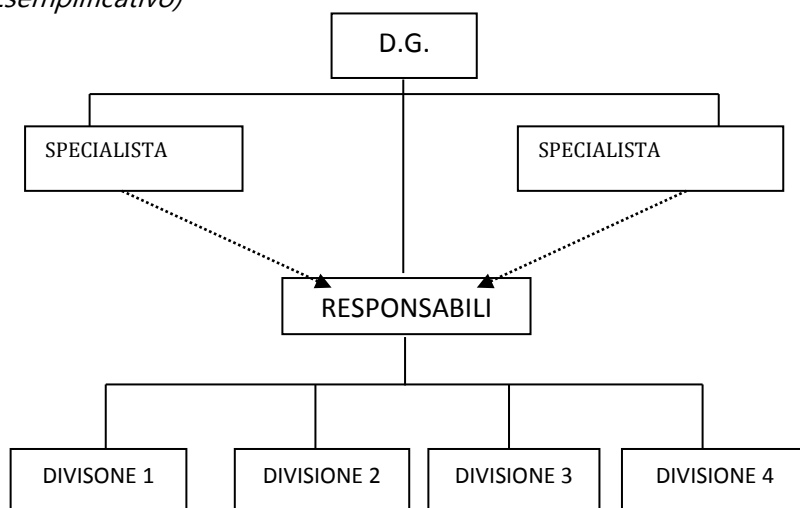 Esemplificativo)
D.G.
SPECIALISTA
SPECIALISTA
RESPONSABILI
DIVISONE 1
DIVISIONE 2
DIVISIONE 3
DIVISIONE 4